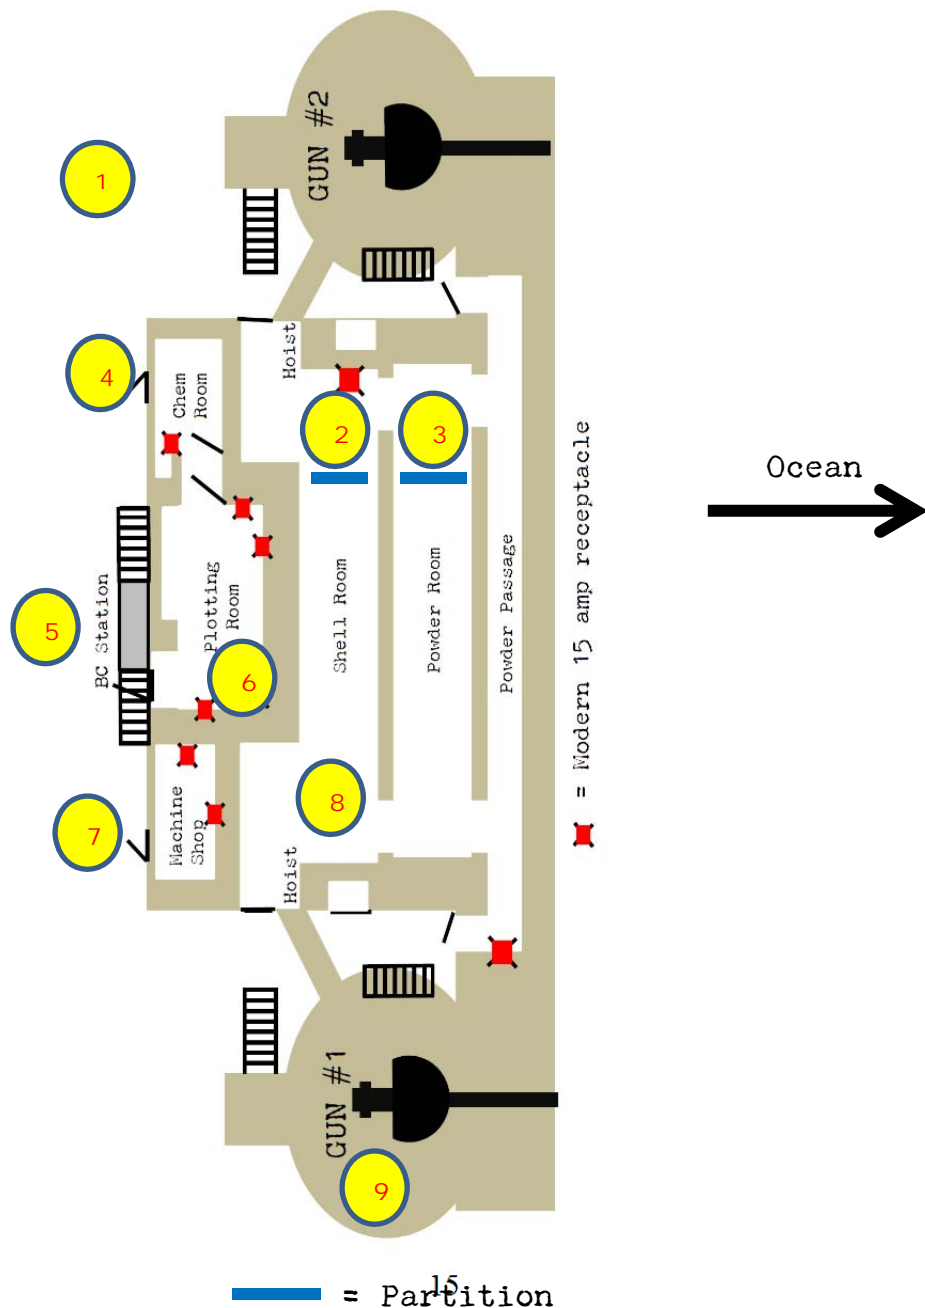 GUN #2
1
Hoist
4
Chem
Room
2
3
Ocean
= Modern 15 amp receptacle
BC Station
5
Plotting
Room
6
Shell Room
Powder Room
Powder Passage
7
Machine
Shop
8
Hoist
GUN #1
9
= Partition
15